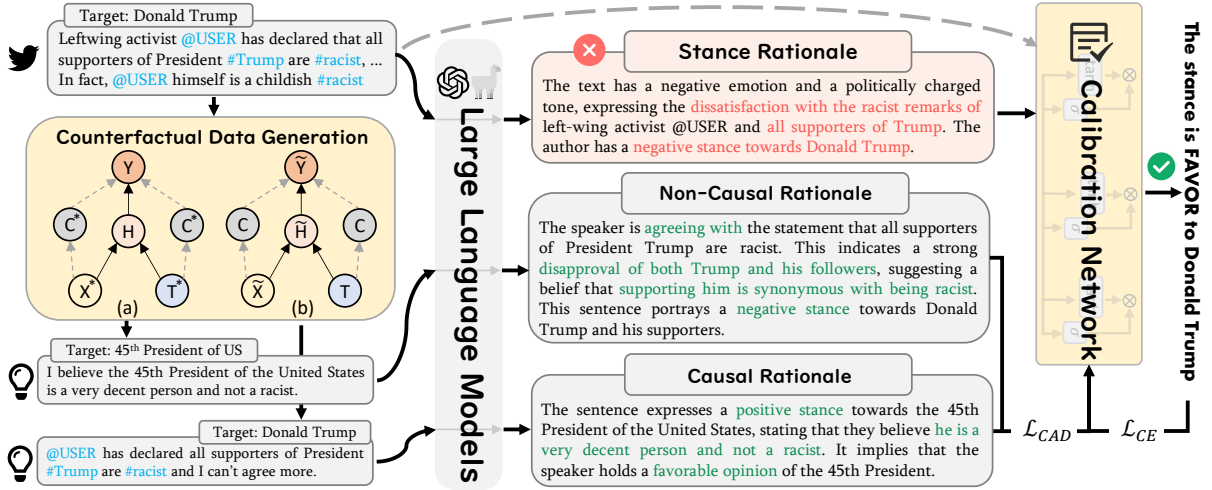 Target: Donald Trump
Leftwing activist @USER has declared that all
supporters of President #Trump are #racist, ...
In fact, @USER himself is a childish #racist
Counterfactual Data Generation
Y
Ỹ
C*
H
C*
C
H̃
C
X*
T*
X̃
T
(a)
(b)
Target: 45th President of US
I believe the 45th President of the United States
is a very decent person and not a racist.
Target: Donald Trump
@USER has declared all supporters of President
#Trump are #racist and I can't agree more.
Large Language Models
Stance Rationale
The text has a negative emotion and a politically charged
tone, expressing the dissatisfaction with the racist remarks of
left-wing activist @USER and all supporters of Trump. The
author has a negative stance towards Donald Trump.
Non-Causal Rationale
The speaker is agreeing with the statement that all supporters
of President Trump are racist. This indicates a strong
disapproval of both Trump and his followers, suggesting a
belief that supporting him is synonymous with being racist.
This sentence portrays a negative stance towards Donald
Trump and his supporters.
Causal Rationale
The sentence expresses a positive stance towards the 45th
President of the United States, stating that they believe he is a
very decent person and not a racist. It implies that the
speaker holds a favorable opinion of the 45th President.
Calibration Network
σ
σ
σ
ℒCAD
ℒCE
The stance is FAVOR to Donald Trump